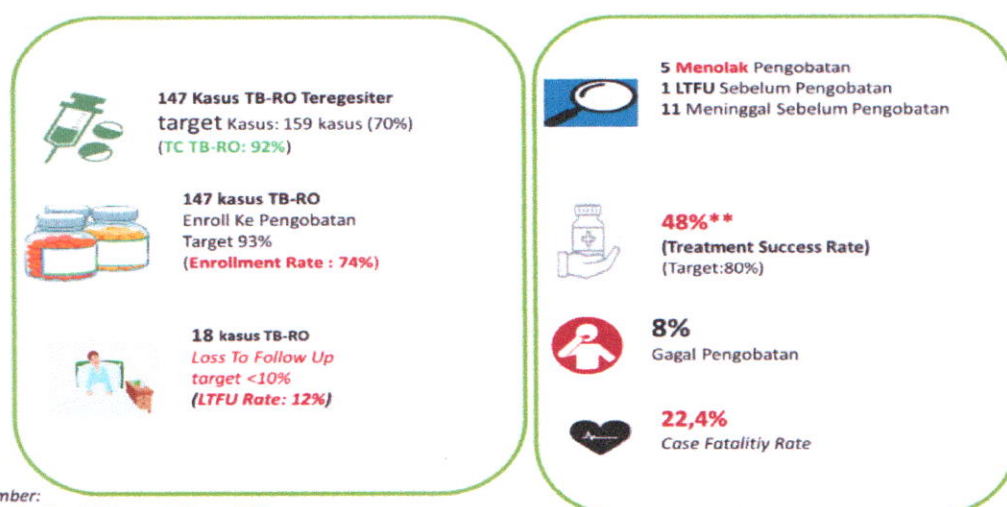 147 Kasus TB-RO Teregesiter
target Kasus: 159 kasus (70%)
(TC TB-RO: 92%)
147 kasus TB-RO
Enroll Ke Pengobatan
Target 93%
(Enrollment Rate : 74%)
18 kasus TB-RO
Loss To Follow Up
target <10%
(LTFU Rate: 12%)
mber:
5 Menolak Pengobatan
1 LTFU Sebelum Pengobatan
11 Meninggal Sebelum Pengobatan
48%**
(Treatment Success Rate)
(Target:80%)
8%
Gagal Pengobatan
22,4%
Case Fatalitiy Rate